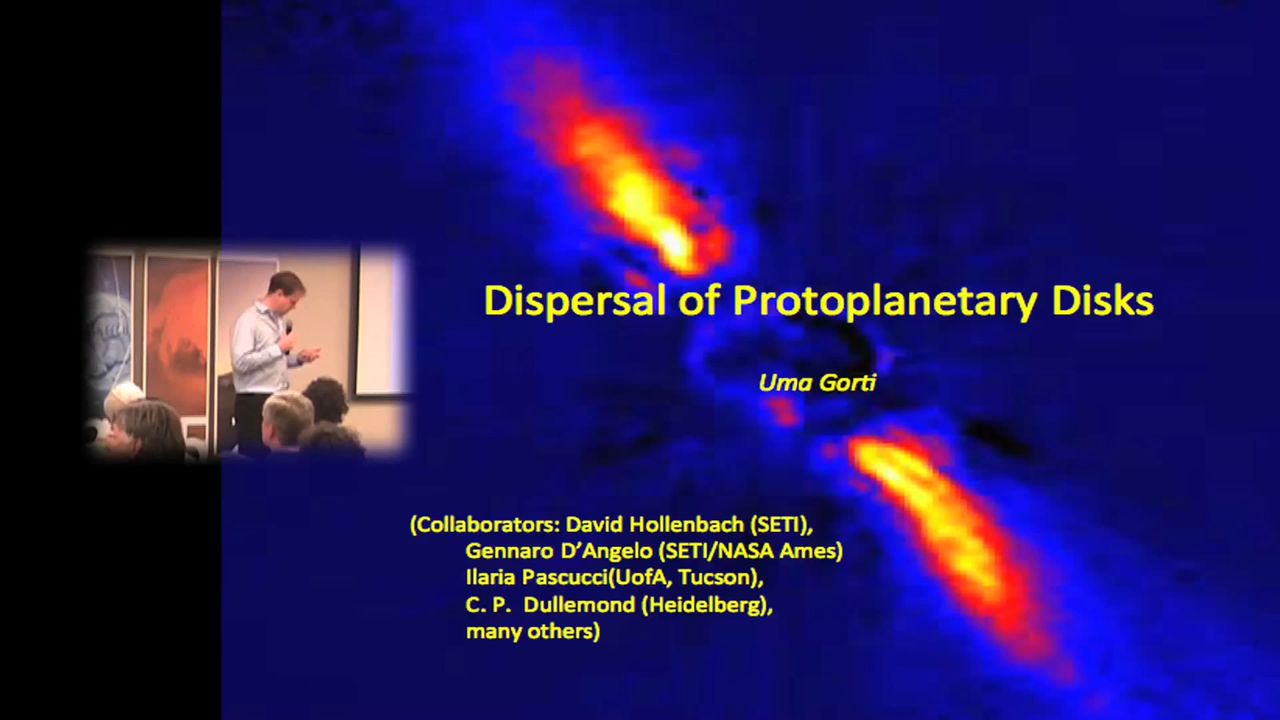 Dispersal of Protoplanetary Disks
Uma Gorti
(Collaborators: David Hollenbach (SETI),
Gennaro D’Angelo (SETI/NASA Ames)
Ilaria Pascucci(UofA, Tucson),
C. P. Dullemond (Heidelberg),
many others)